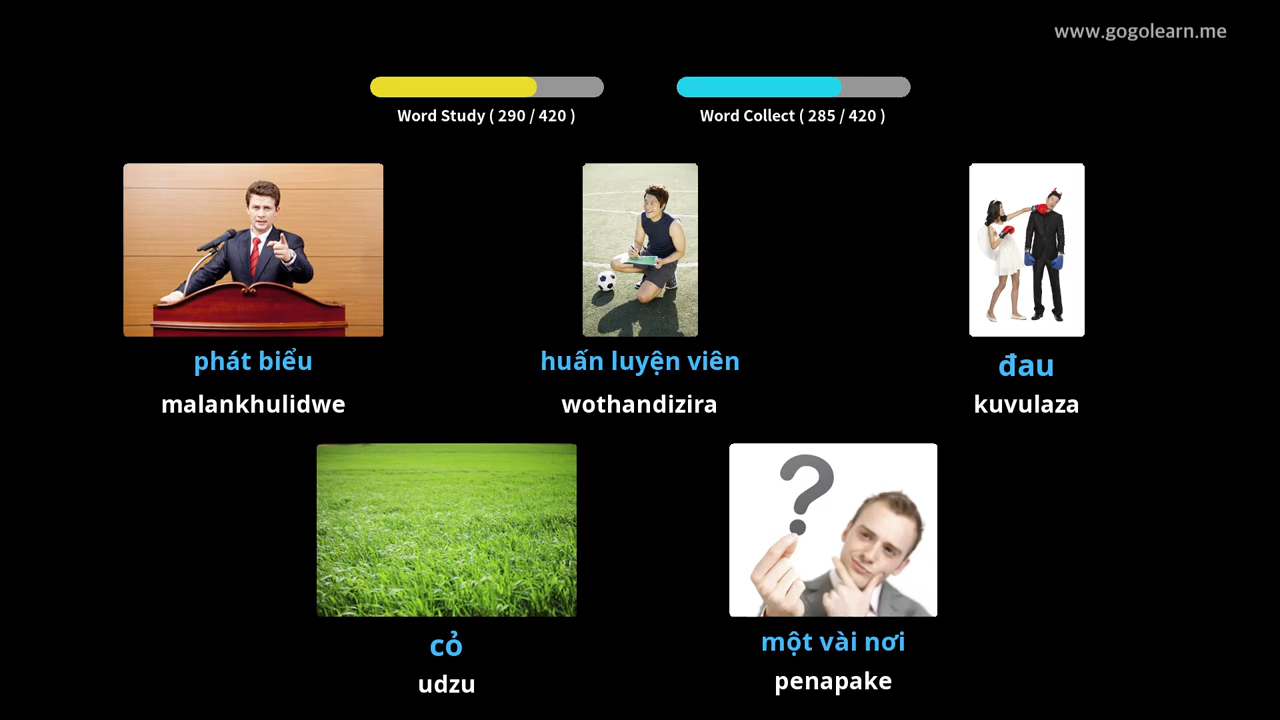 www.gogolearn.me
Word Study ( 290 / 420 )
Word Collect ( 285 / 420 )
phát biểu
huấn luyện viên
đau
malankhulidwe
wothandizira
kuvulaza
cỏ
một vài nơi
udzu
penapake